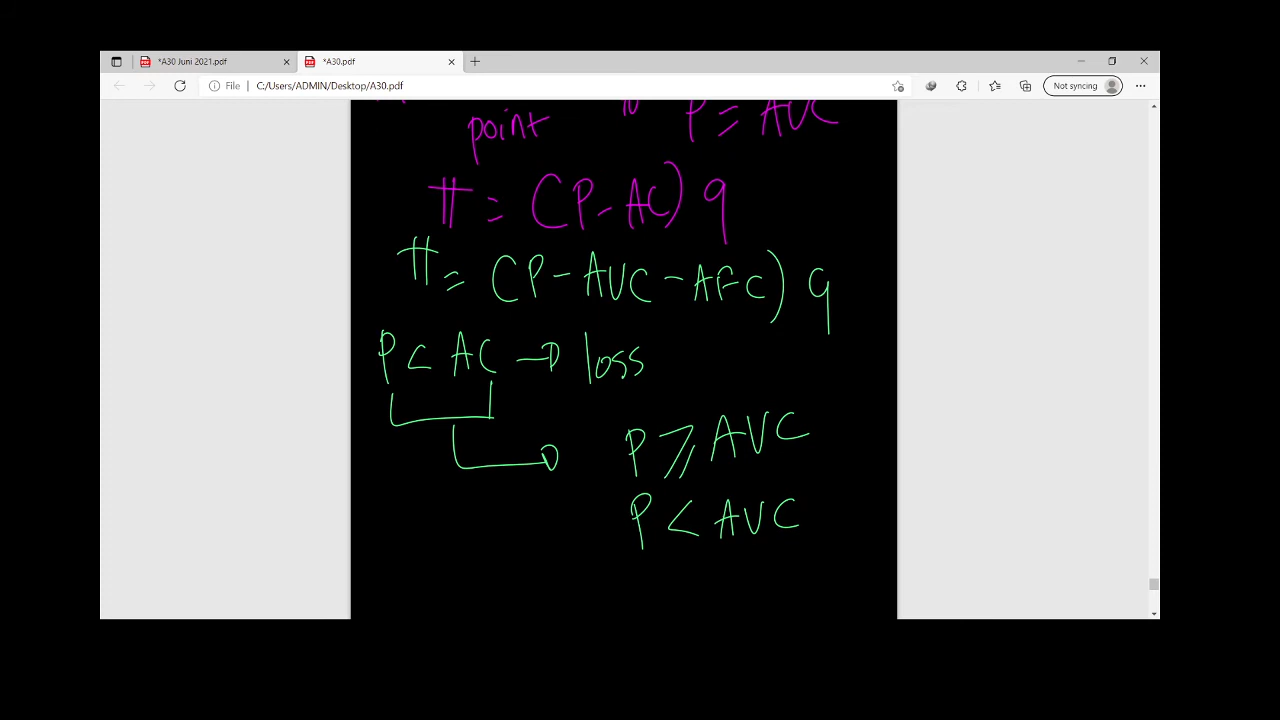 *A30 Juni 2021.pdf
*A30.pdf
File
C:/Users/ADMIN/Desktop/A30.pdf
Not syncing
point
P = AVC
π = (P - AC) q
π = (P - AVC - AFC) q
P < AC → loss
P ⩾ AVC
P < AVC